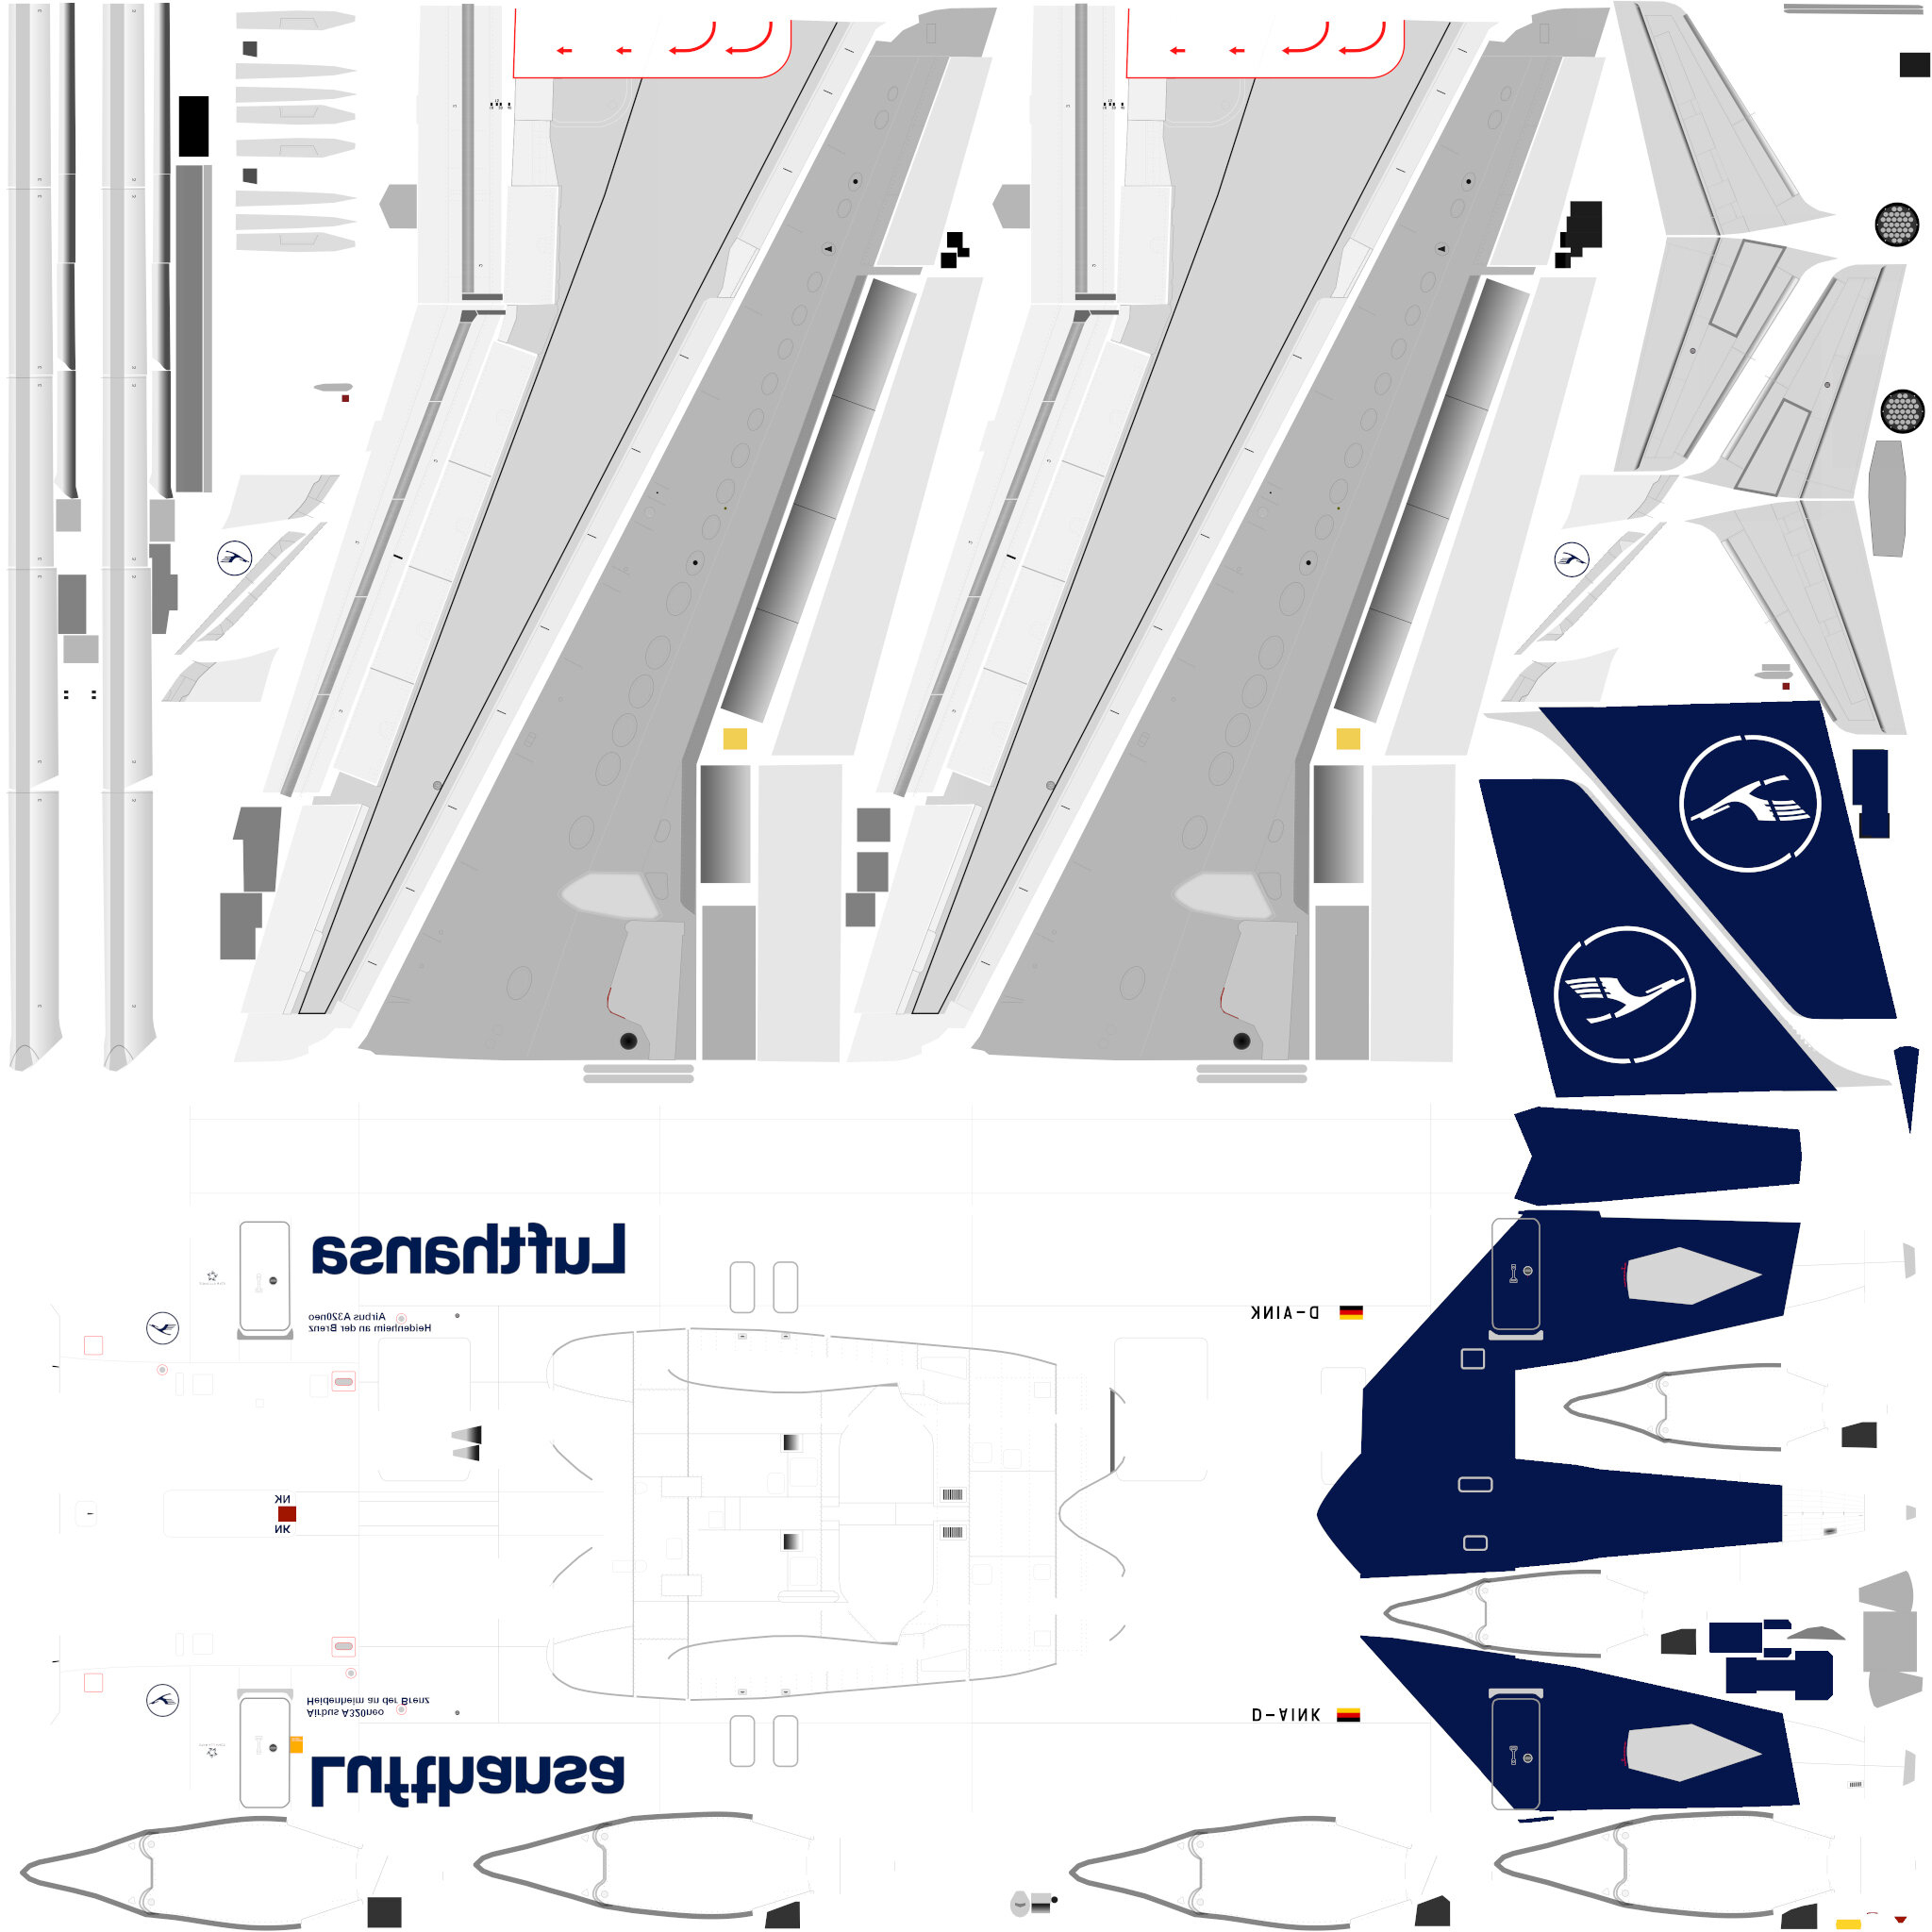 Lufthansa
Airbus A320neo
Heidenheim an der Brenz
D-AINK
NK
NK
Heidenheim an der Brenz
Airbus A320neo
D-AINK
Lufthansa